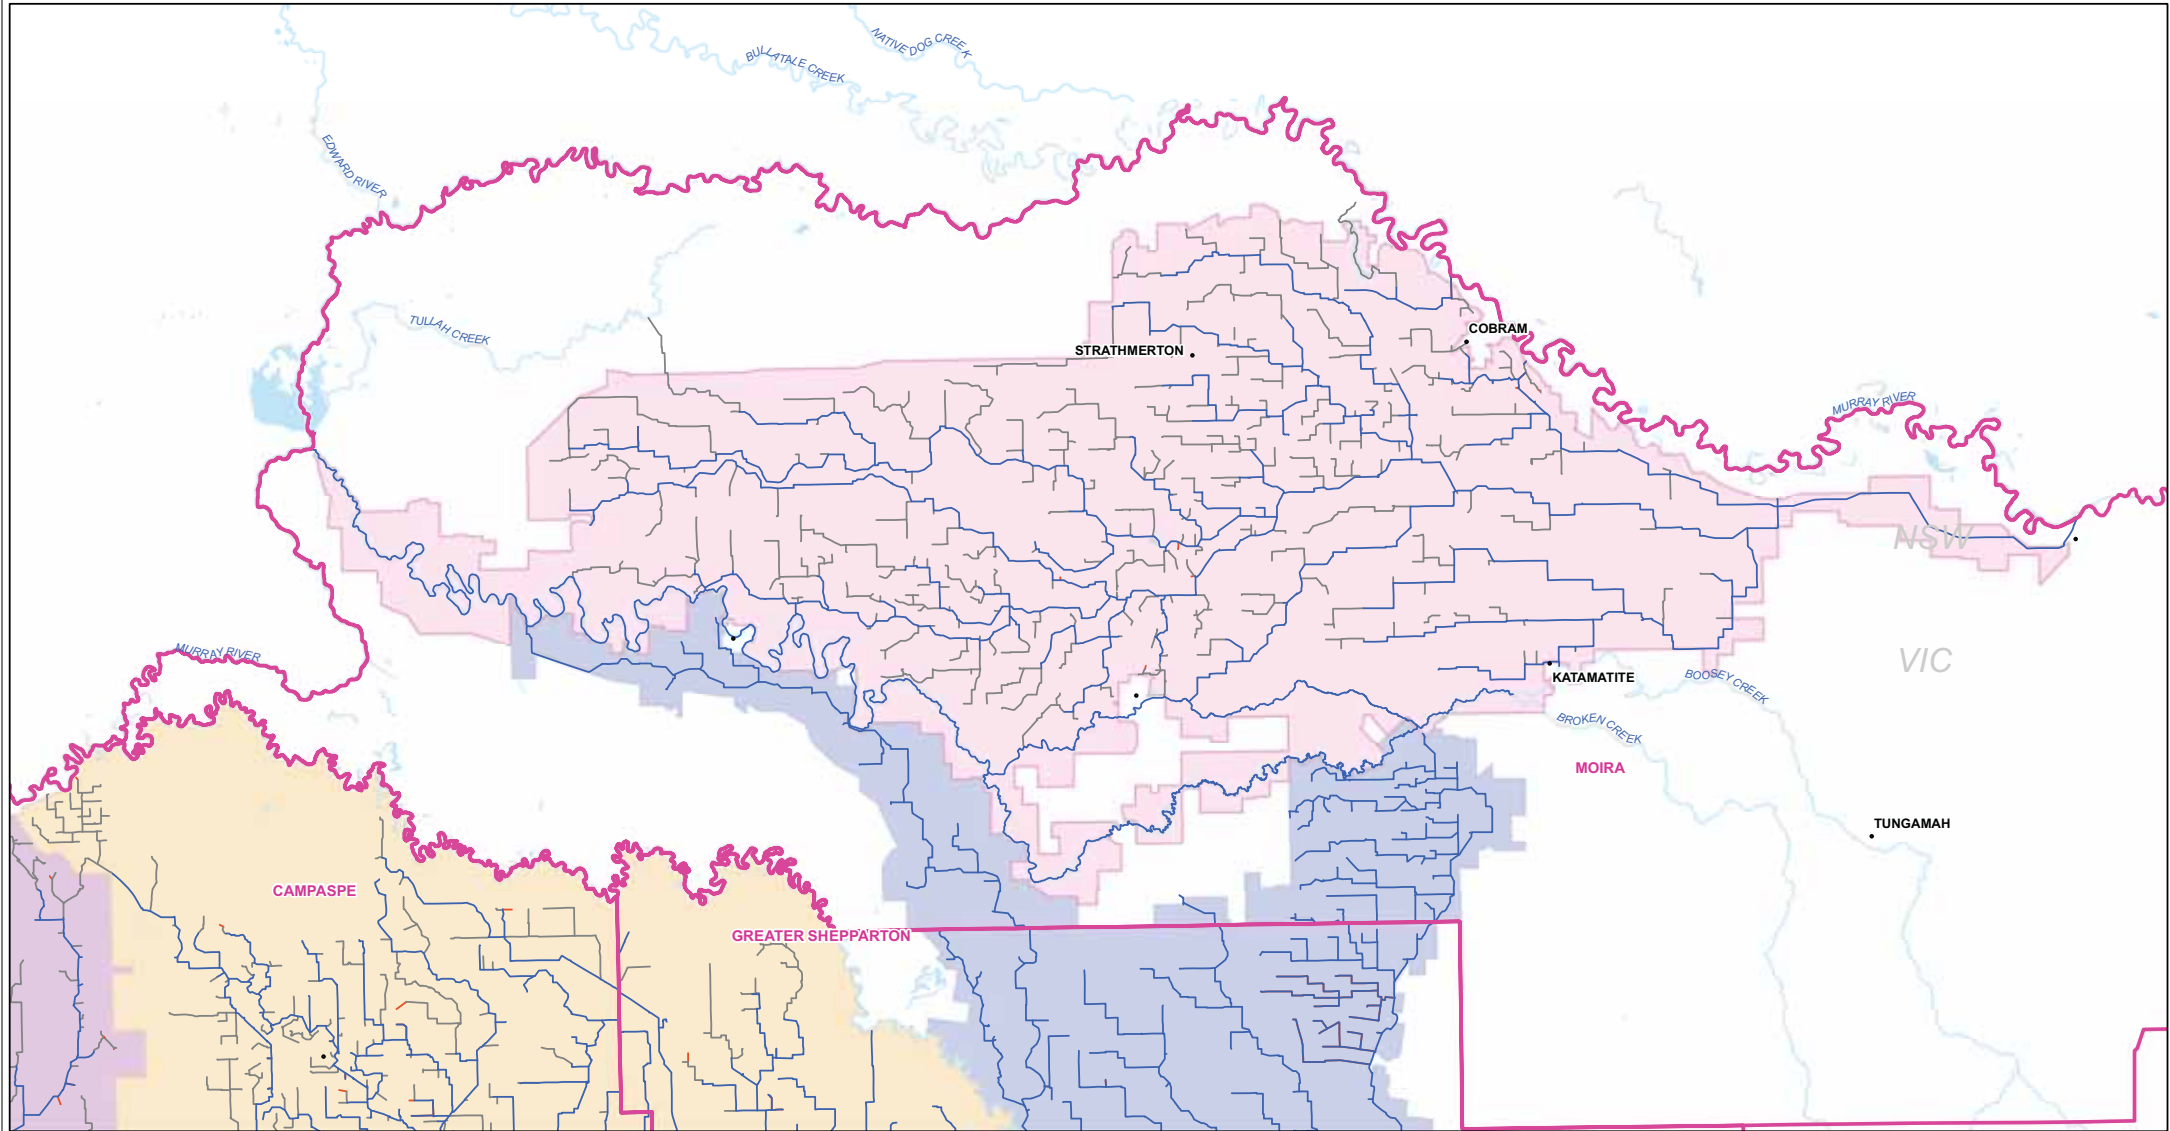 NATIVE DOG CREEK
BULLATALE CREEK
EDWARD RIVER
TULLAH CREEK
COBRAM
STRATHMERTON
MURRAY RIVER
NSW
MURRAY RIVER
VIC
KATAMATITE
BOOSEY CREEK
BROKEN CREEK
MOIRA
TUNGAMAH
CAMPASPE
GREATER SHEPPARTON